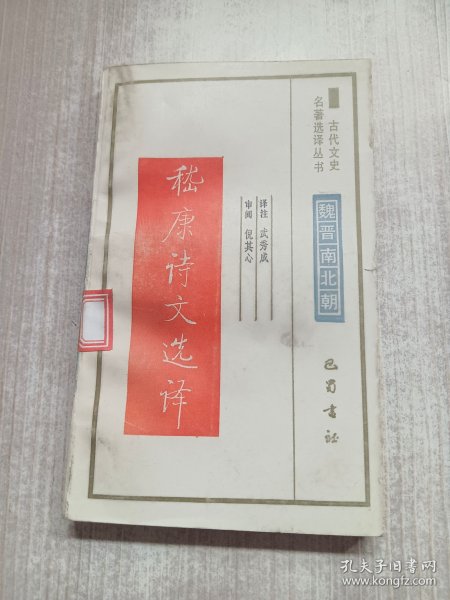 古代文史
名著选译丛书
魏晋南北朝
巴蜀书社
译注 武秀成
审阅 倪其心
嵇康诗文选译
孔夫子旧书网
www.kongfz.com